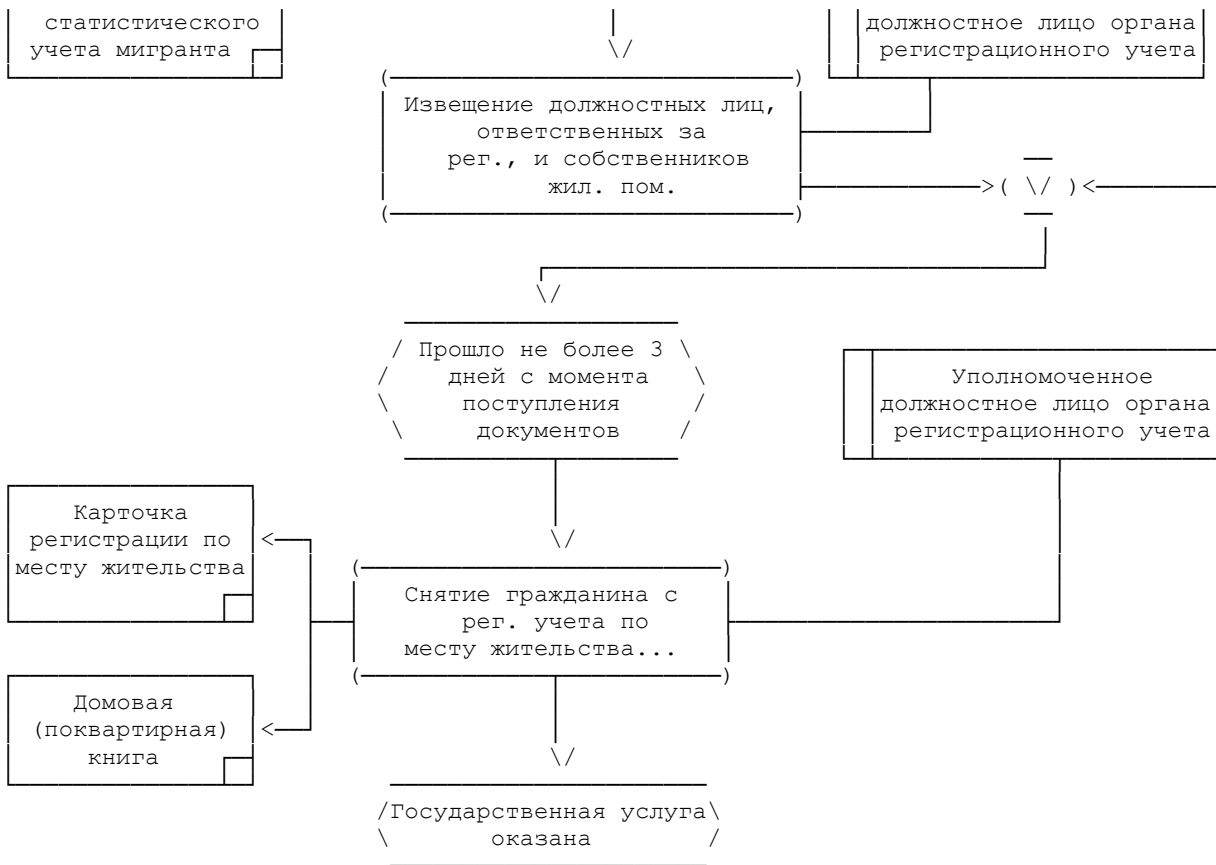 статистического
учета мигранта
должностное лицо органа
регистрационного учета
Извещение должностных лиц,
ответственных за
рег., и собственников
жил. пом.
Прошло не более 3
дней с момента
поступления
документов
Уполномоченное
должностное лицо органа
регистрационного учета
Карточка
регистрации по
месту жительства
Снятие гражданина с
рег. учета по
месту жительства...
Домовая
(поквартирная)
книга
Государственная услуга
оказана